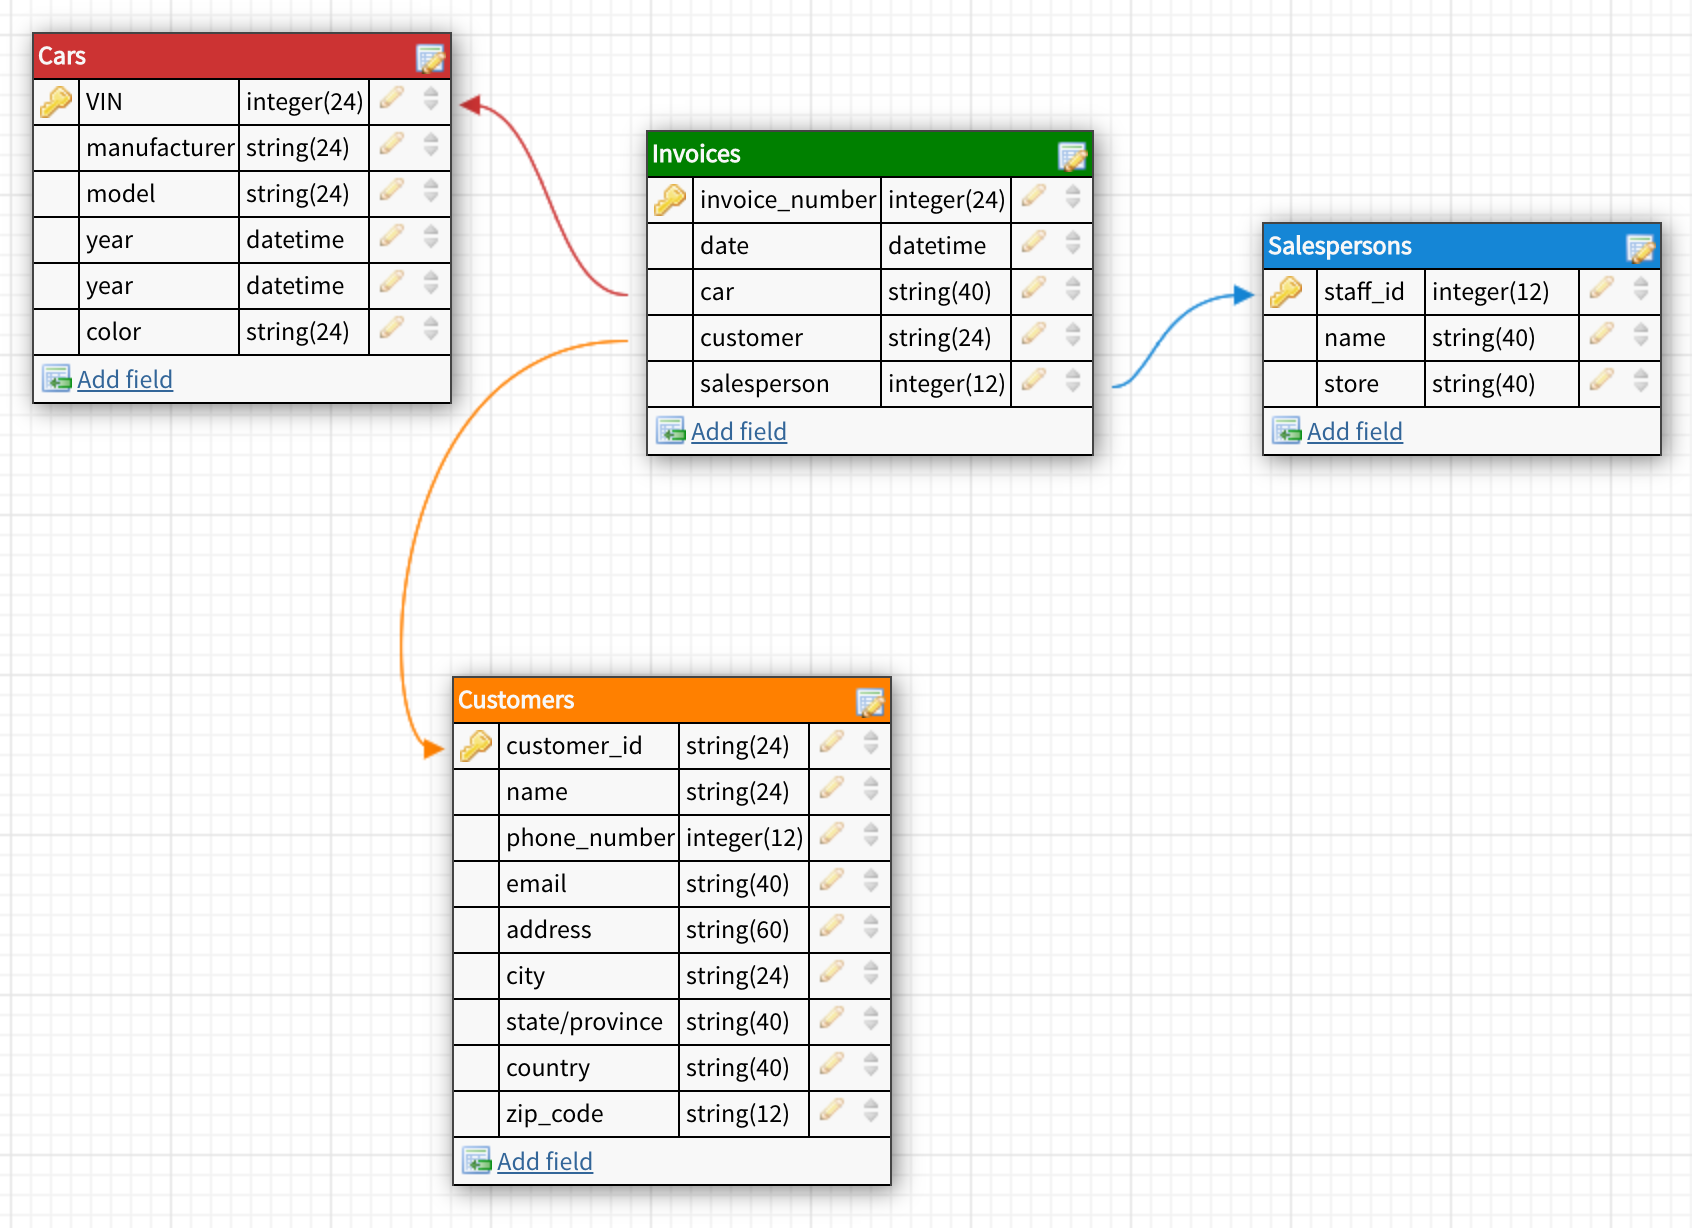 Cars
VIN integer(24)
manufacturer string(24)
model string(24)
year datetime
year datetime
color string(24)
Add field
Invoices
invoice_number integer(24)
date datetime
car string(40)
customer string(24)
salesperson integer(12)
Add field
Salespersons
staff_id integer(12)
name string(40)
store string(40)
Add field
Customers
customer_id string(24)
name string(24)
phone_number integer(12)
email string(40)
address string(60)
city string(24)
state/province string(40)
country string(40)
zip_code string(12)
Add field